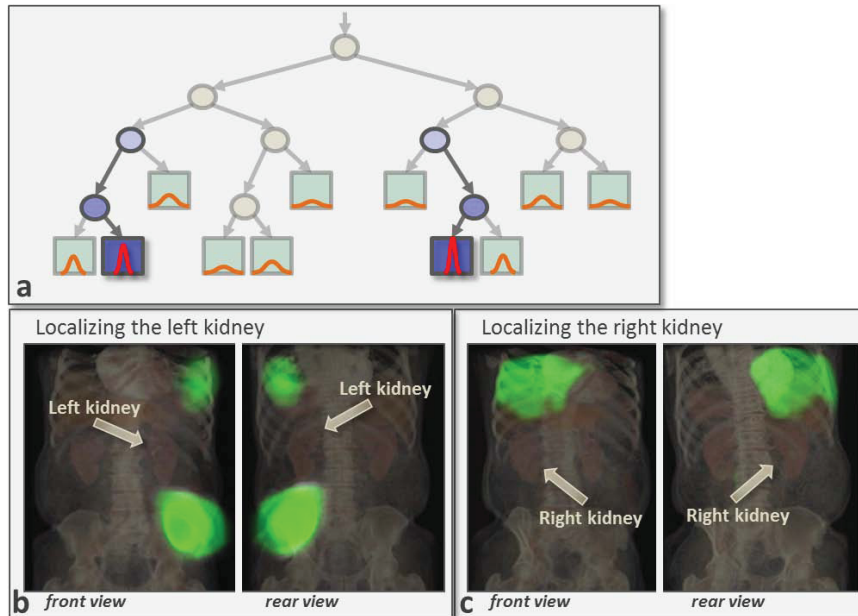 a
Localizing the left kidney
Left kidney
Left kidney
b
front view
rear view
Localizing the right kidney
Right kidney
Right kidney
c
front view
rear view